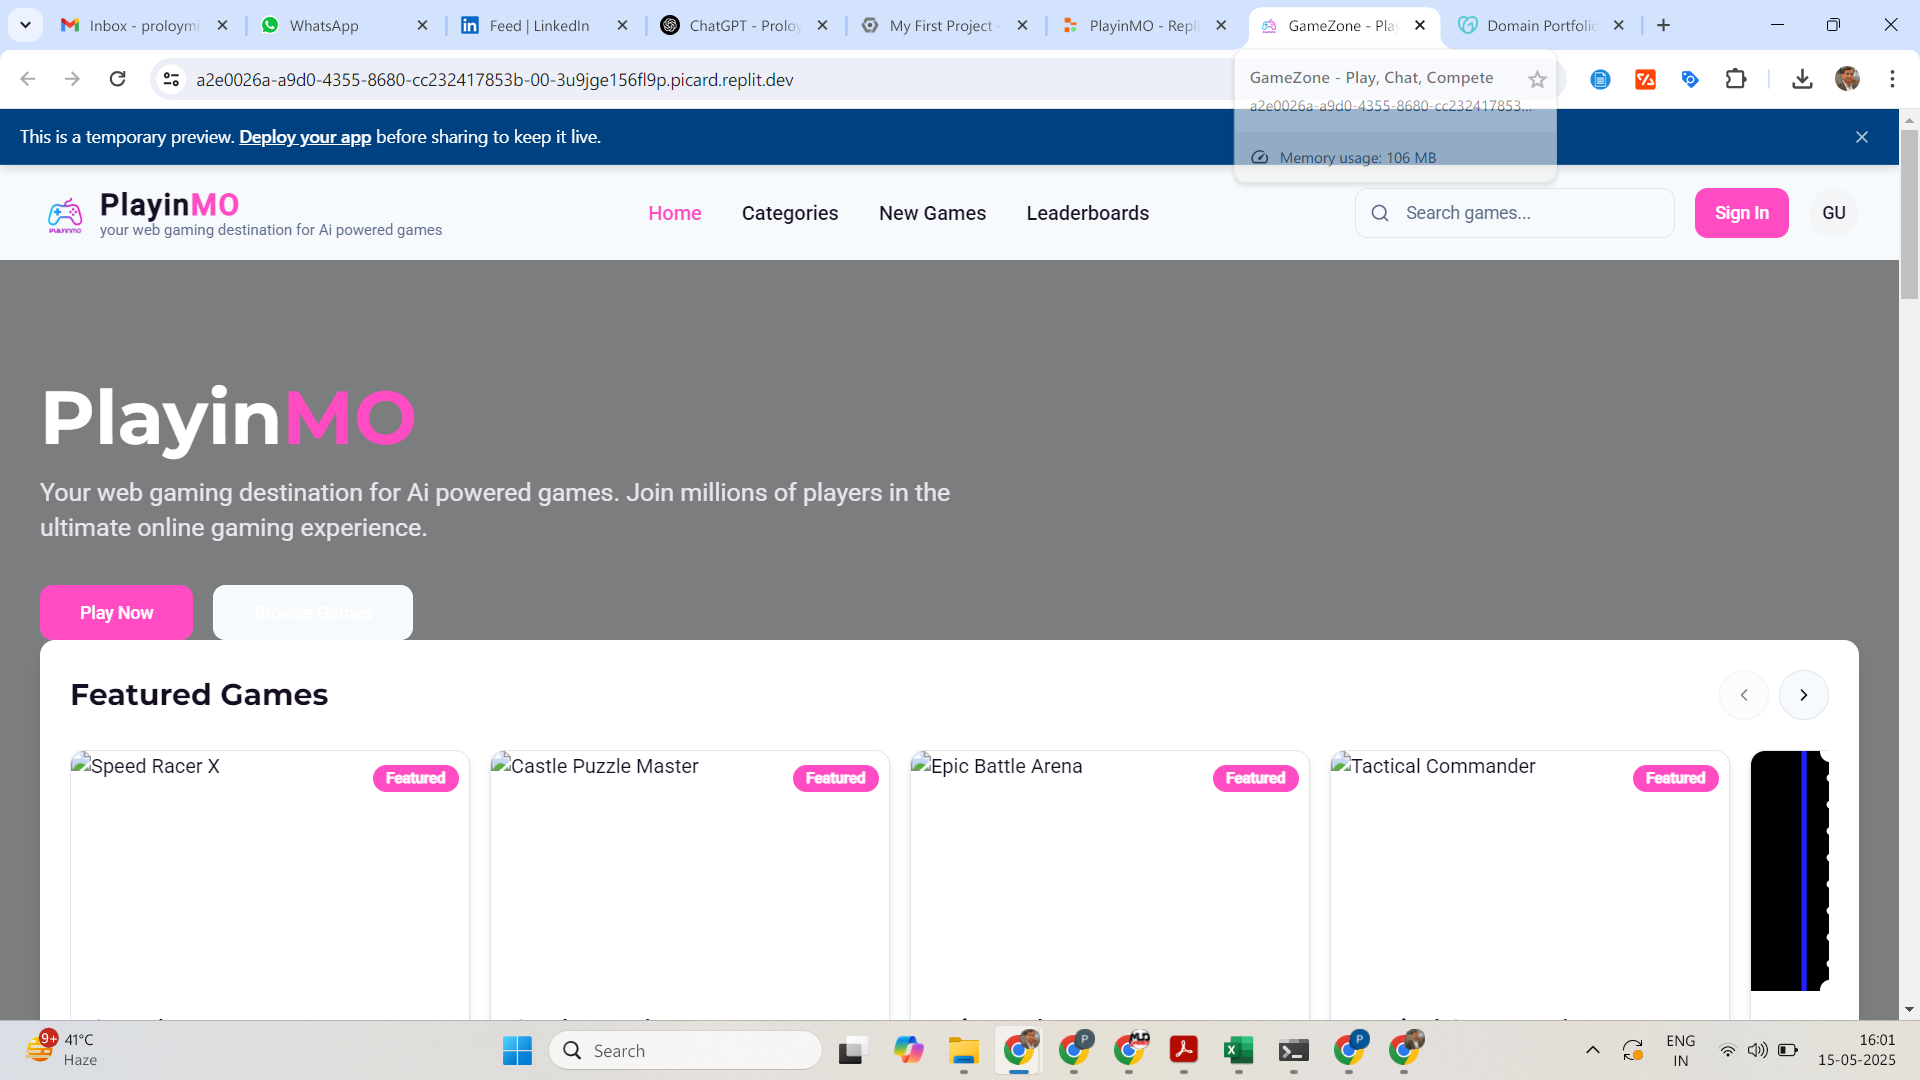 Inbox - proloymi
WhatsApp
Feed | LinkedIn
ChatGPT - Proloy
My First Project -
PlayinMO - Repli
GameZone - Play
Domain Portfolio
a2e0026a-a9d0-4355-8680-cc232417853b-00-3u9jge156fl9p.picard.replit.dev
GameZone - Play, Chat, Compete
a2e0026a-a9d0-4355-8680-cc232417853...
Memory usage: 106 MB
This is a temporary preview. Deploy your app before sharing to keep it live.
PlayinMO
PlayinMO
your web gaming destination for Ai powered games
Home
Categories
New Games
Leaderboards
Search games...
Sign In
GU
PlayinMO
Your web gaming destination for Ai powered games. Join millions of players in the
ultimate online gaming experience.
Play Now
Browse Games
Featured Games
Speed Racer X
Featured
Castle Puzzle Master
Featured
Epic Battle Arena
Featured
Tactical Commander
Featured
9+
41°C
Haze
Search
P
P
ENG
IN
16:01
15-05-2025